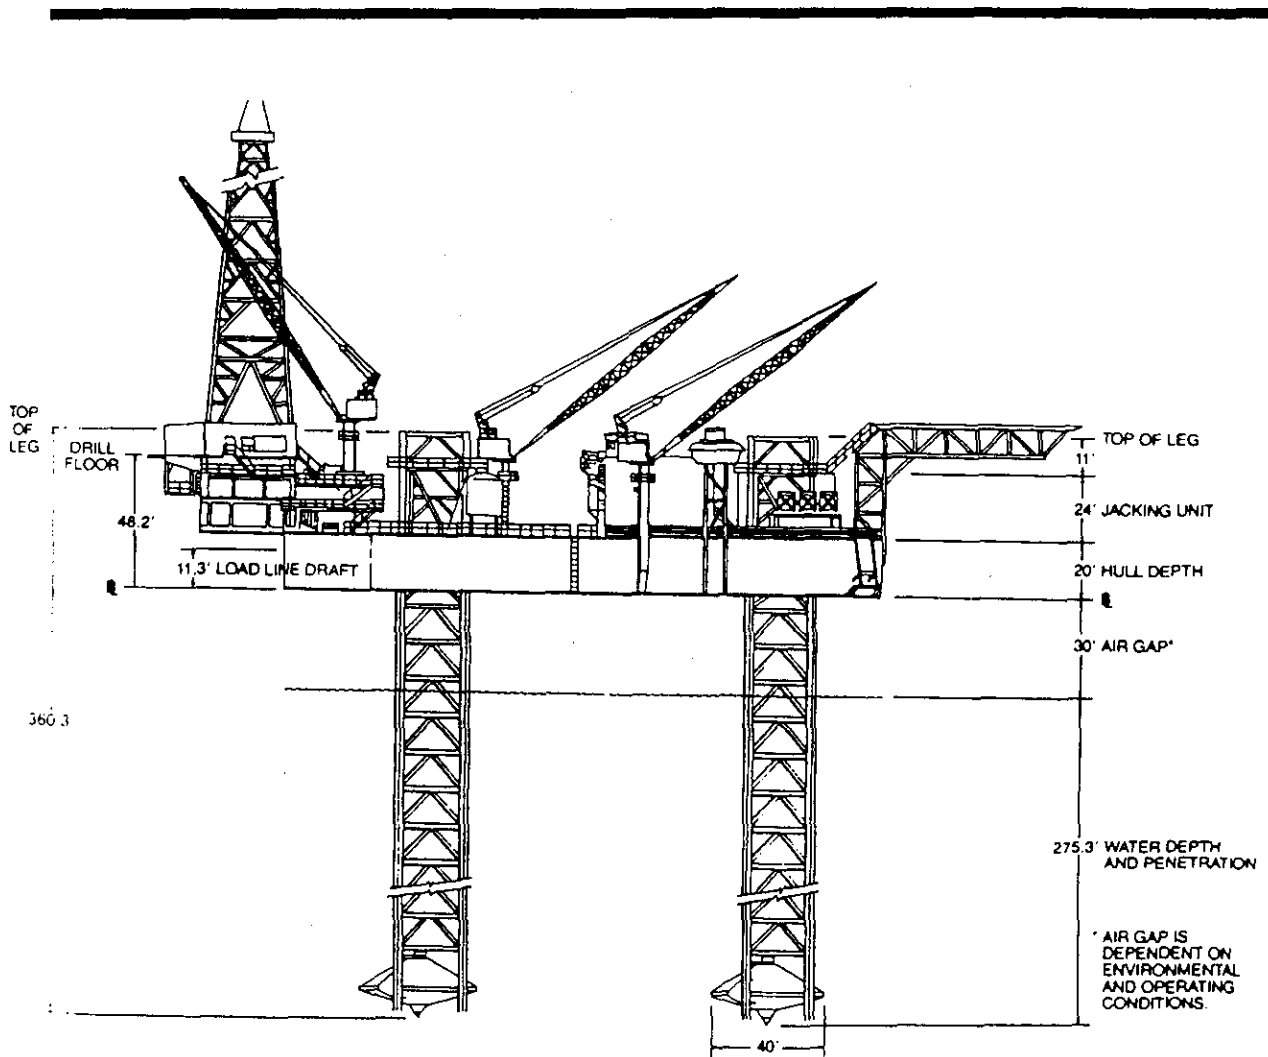 TOP
OF
LEG
DRILL
FLOOR
48.2'
11.3' LOAD LINE DRAFT
360.3
TOP OF LEG
11'
24' JACKING UNIT
20' HULL DEPTH
30' AIR GAP*
275.3' WATER DEPTH
AND PENETRATION
* AIR GAP IS
DEPENDENT ON
ENVIRONMENTAL
AND OPERATING
CONDITIONS.
40'